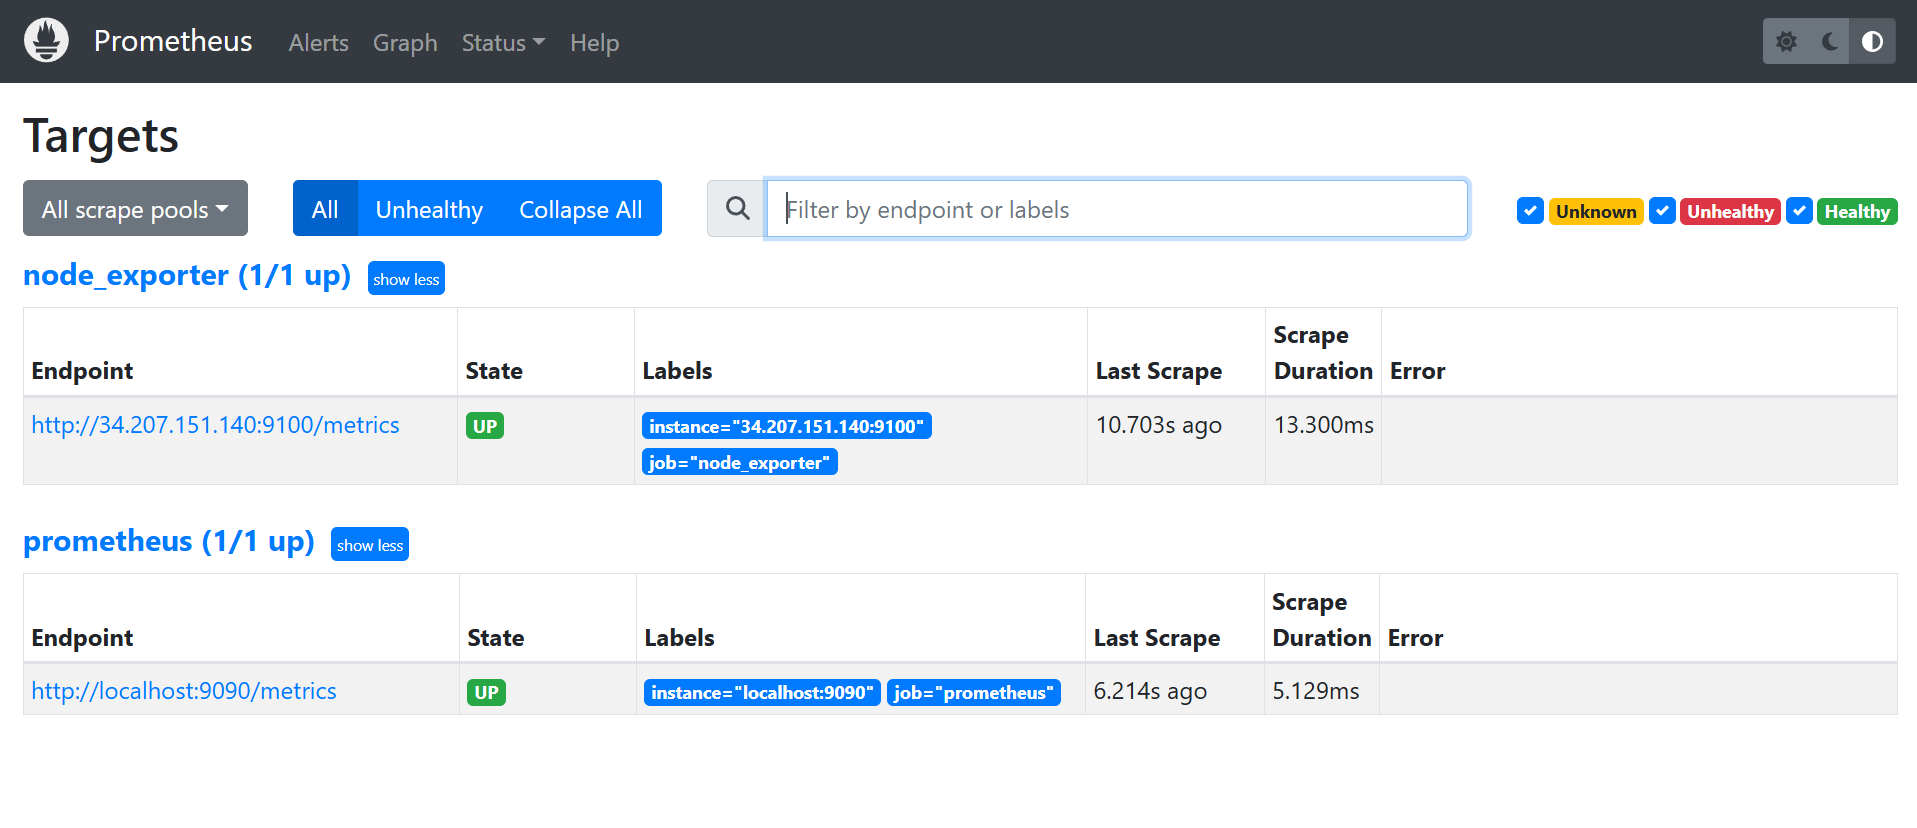 Prometheus Alerts Graph Status Help
Targets
All scrape pools All Unhealthy Collapse All Filter by endpoint or labels Unknown Unhealthy Healthy
node_exporter (1/1 up) show less
Endpoint State Labels Last Scrape Scrape Duration Error
http://34.207.151.140:9100/metrics UP instance="34.207.151.140:9100" 10.703s ago 13.300ms
job="node_exporter"
prometheus (1/1 up) show less
Endpoint State Labels Last Scrape Scrape Duration Error
http://localhost:9090/metrics UP instance="localhost:9090" job="prometheus" 6.214s ago 5.129ms